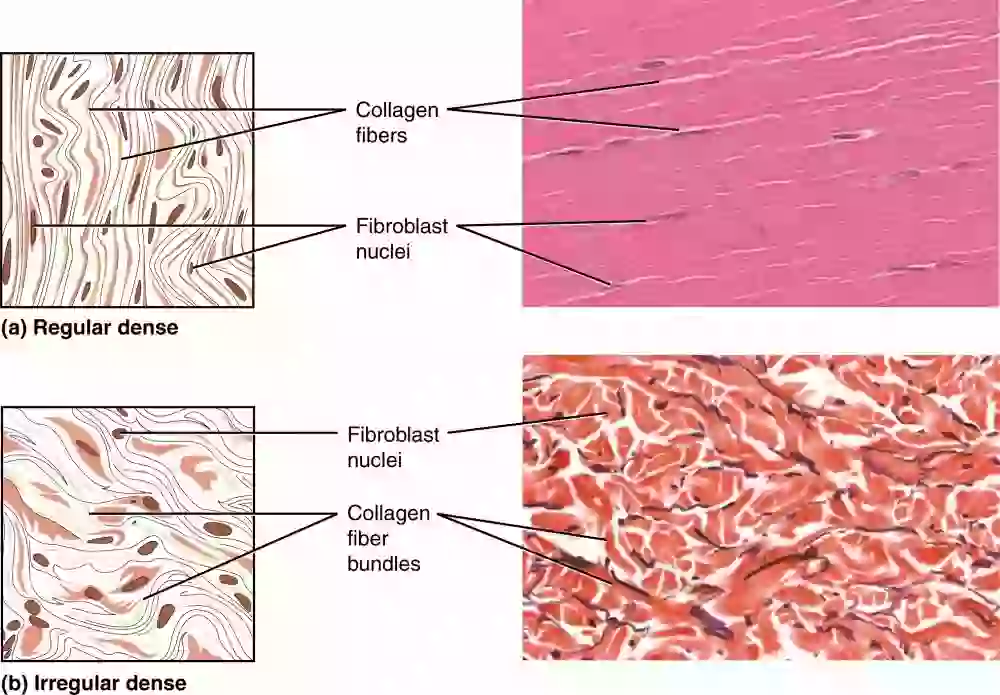 Collagen
fibers
Fibroblast
nuclei
(a) Regular dense
Fibroblast
nuclei
Collagen
fiber
bundles
(b) Irregular dense